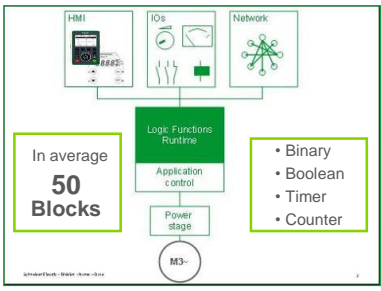 HMI
IOs
Network
Logic Functions
Runtime
Application
control
Power
stage
M3~
In average
50
Blocks
• Binary
• Boolean
• Timer
• Counter